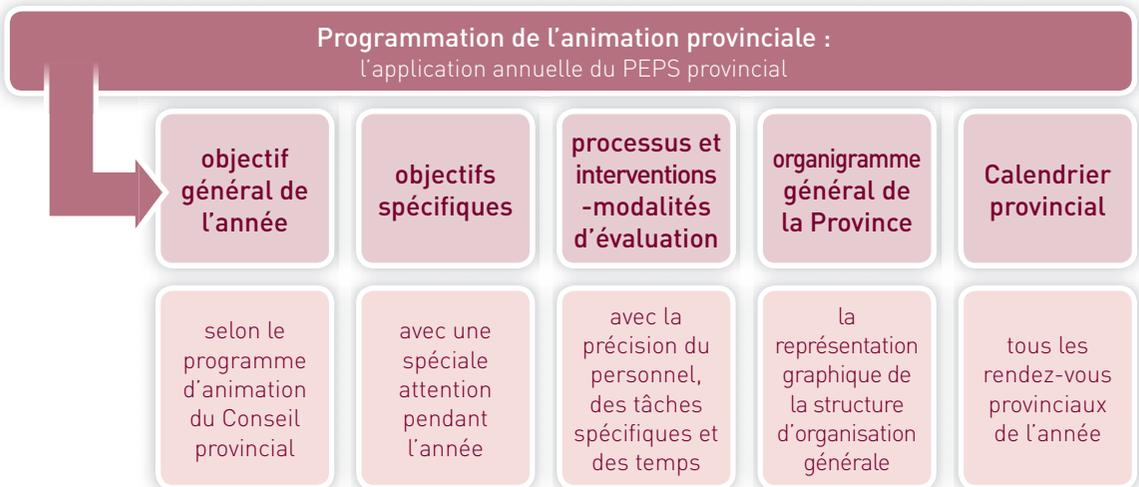 Programmation de l'animation provinciale :
l'application annuelle du PEPS provincial
objectif
général de
l'année
objectifs
spécifiques
processus et
interventions
-modalités
d'évaluation
organigramme
général de
la Province
Calendrier
provincial
selon le
programme
d'animation
du Conseil
provincial
avec une
spéciale
attention
pendant
l'année
avec la
précision du
personnel,
des tâches
spécifiques et
des temps
la
représentation
graphique de
la structure
d'organisation
générale
tous les
rendez-vous
provinciaux
de l'année